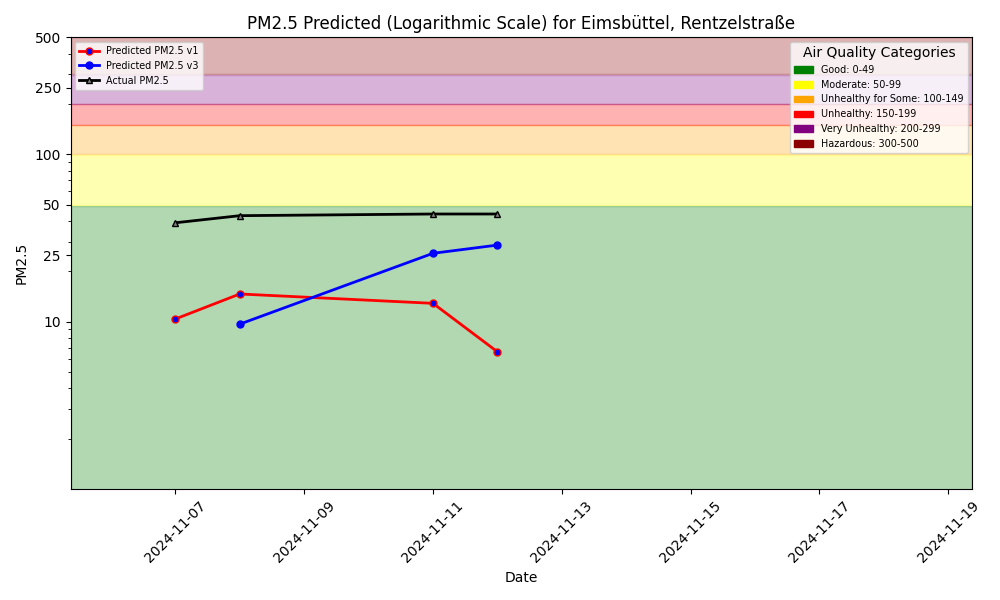 PM2.5 Predicted (Logarithmic Scale) for Eimsbüttel, Rentzelstraße
Predicted PM2.5 v1
Predicted PM2.5 v3
Actual PM2.5
Air Quality Categories
Good: 0-49
Moderate: 50-99
Unhealthy for Some: 100-149
Unhealthy: 150-199
Very Unhealthy: 200-299
Hazardous: 300-500
500
250
100
50
25
10
PM2.5
2024-11-07
2024-11-09
2024-11-11
2024-11-13
2024-11-15
2024-11-17
2024-11-19
Date